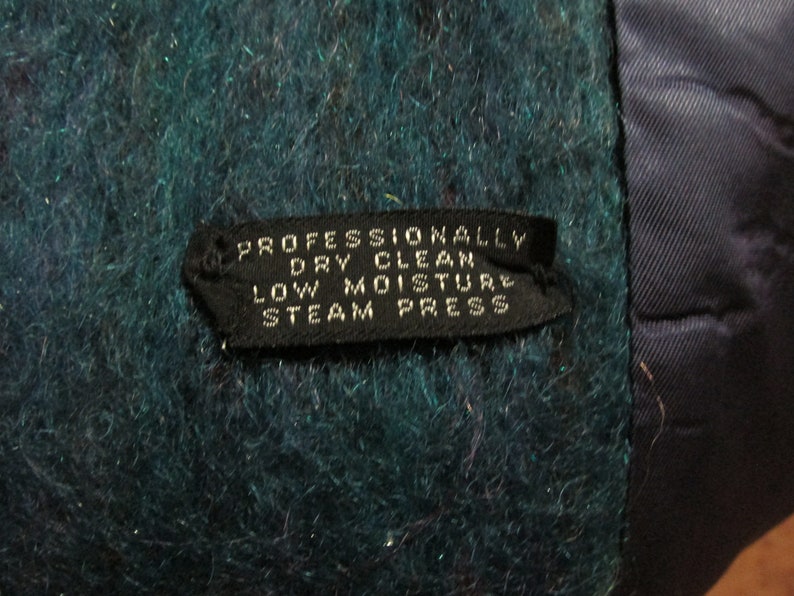 PROFESSIONALLY
DRY CLEAN
LOW MOISTURE
STEAM PRESS